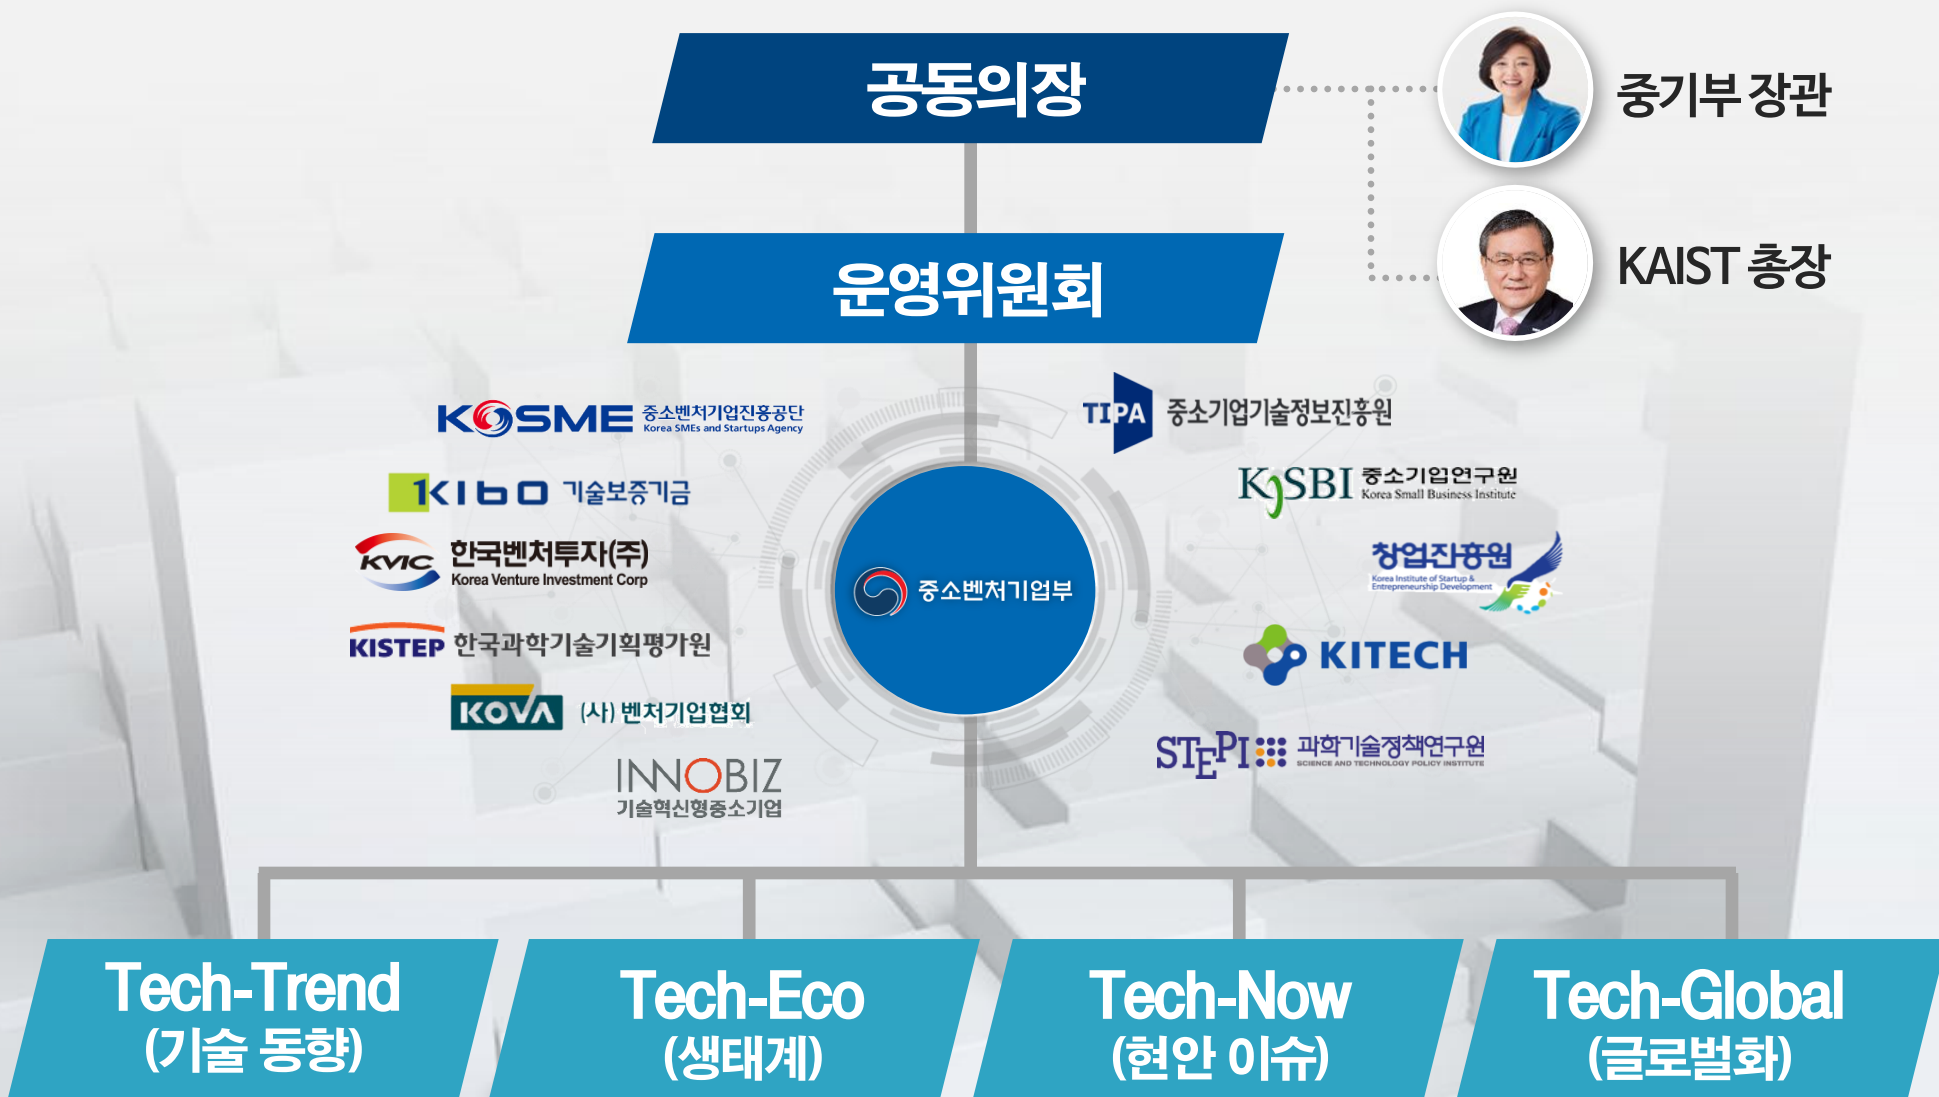 공동의장
중기부 장관
KAIST 총장
운영위원회
KOSME 중소벤처기업진흥공단
Korea SMEs and Startups Agency
TIPA 중소기업기술정보진흥원
KIBO 기술보증기금
KOSBI 중소기업연구원
Korea Small Business Institute
KVIC 한국벤처투자(주)
Korea Venture Investment Corp
창업진흥원
Korea Institute of Startup &
Entrepreneurship Development
중소벤처기업부
KISTEP 한국과학기술기획평가원
KITECH
KOVA (사)벤처기업협회
STEPI 과학기술정책연구원
SCIENCE AND TECHNOLOGY POLICY INSTITUTE
INNOBIZ
기술혁신형중소기업
Tech-Trend
(기술 동향)
Tech-Eco
(생태계)
Tech-Now
(현안 이슈)
Tech-Global
(글로벌화)